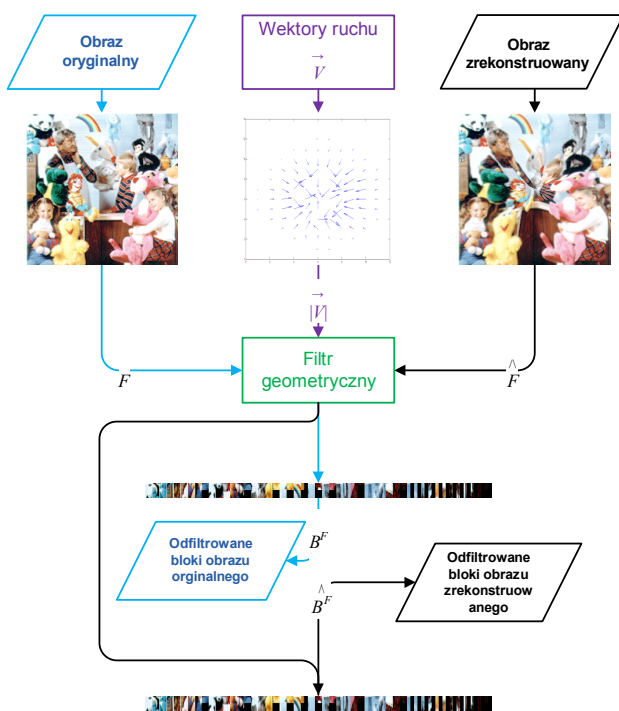 Obraz
oryginalny
Wektory ruchu
V
Obraz
zrekonstruowany
|V|
F
Filtr
geometryczny
F̂
Odfiltrowane
bloki obrazu
orginalnego
B^F
B̂^F
Odfiltrowane
bloki obrazu
zrekonstruow
anego